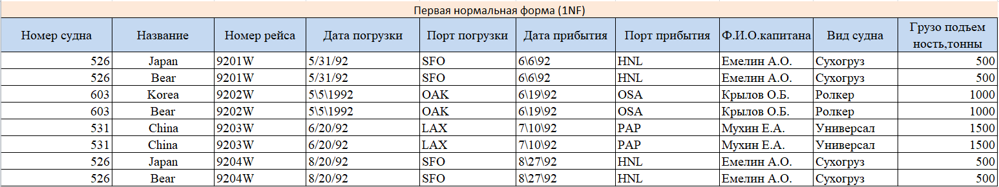 Первая нормальная форма (1NF)
Номер судна Название Номер рейса Дата погрузки Порт погрузки Дата прибытия Порт прибытия Ф.И.О.капитана Вид судна Грузо подъем
ность,тонны
526 Japan 9201W 5/31/92 SFO 6\6\92 HNL Емелин А.О. Сухогруз 500
526 Bear 9201W 5/31/92 SFO 6\6\92 HNL Емелин А.О. Сухогруз 500
603 Korea 9202W 5\5\1992 OAK 6\19\92 OSA Крылов О.Б. Ролкер 1000
603 Bear 9202W 5\5\1992 OAK 6\19\92 OSA Крылов О.Б. Ролкер 1000
531 China 9203W 6/20/92 LAX 7\10\92 PAP Мухин Е.А. Универсал 1500
531 China 9203W 6/20/92 LAX 7\10\92 PAP Мухин Е.А. Универсал 1500
526 Japan 9204W 8/20/92 SFO 8\27\92 HNL Емелин А.О. Сухогруз 500
526 Bear 9204W 8/20/92 SFO 8\27\92 HNL Емелин А.О. Сухогруз 500